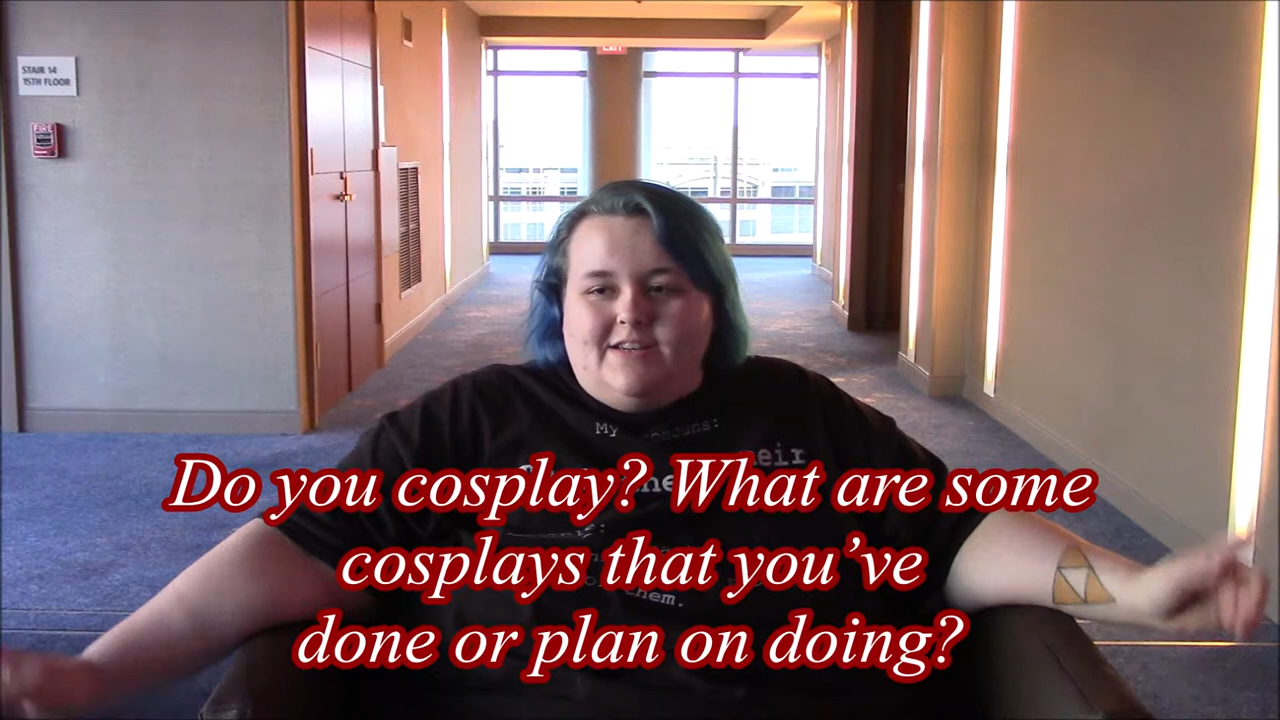 STAIR 14
15TH FLOOR
FIRE
EXIT
My
Do you cosplay? What are some
cosplays that you’ve
done or plan on doing?
them.